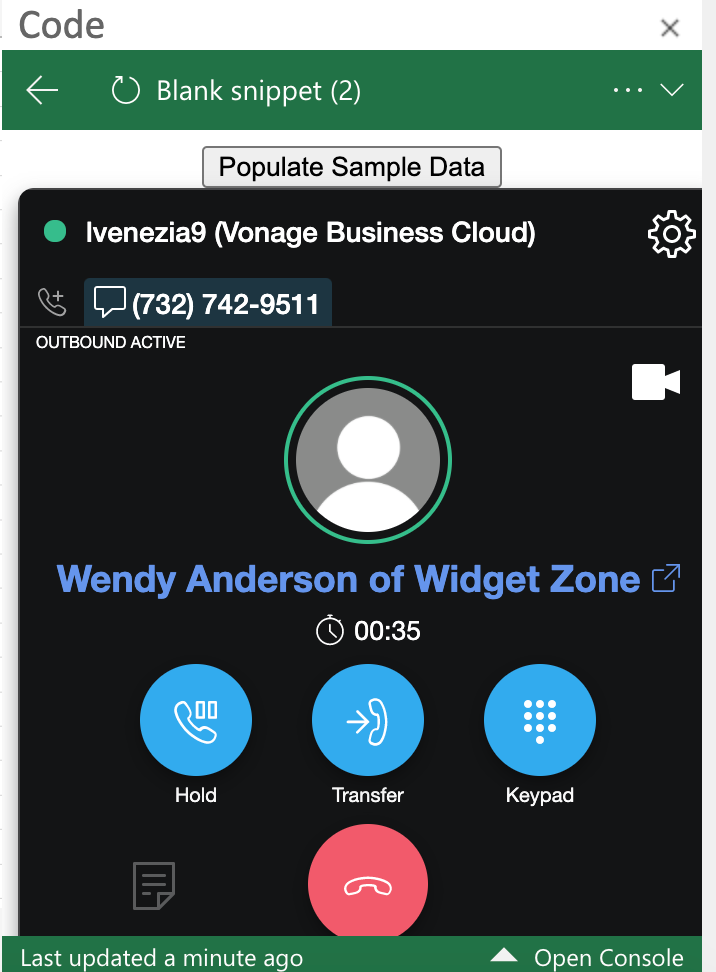 Code
Blank snippet (2)
Populate Sample Data
lvenezia9 (Vonage Business Cloud)
(732) 742-9511
OUTBOUND ACTIVE
Wendy Anderson of Widget Zone
00:35
Hold Transfer Keypad
Last updated a minute ago Open Console